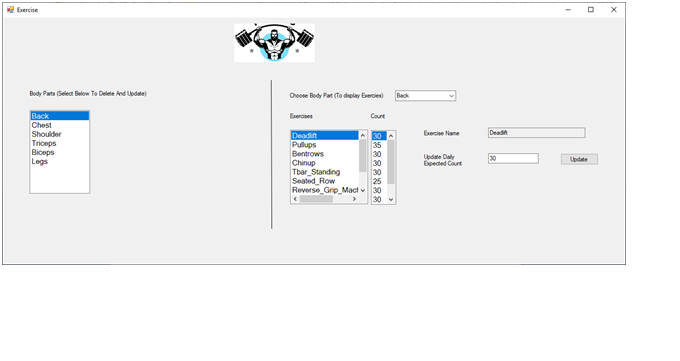 Exercise
Body Parts (Select Below To Delete And Update)
Back
Chest
Shoulder
Triceps
Biceps
Legs
Choose Body Part (To display Exercies)
Back
Exercises
Count
Deadlift
30
Pullups
35
Bentrows
30
Chinup
30
Tbar_Standing
30
Seated_Row
25
Reverse_Grip_Mach
30
30
Exercise Name
Deadlift
Update Daily
Expected Count
30
Update